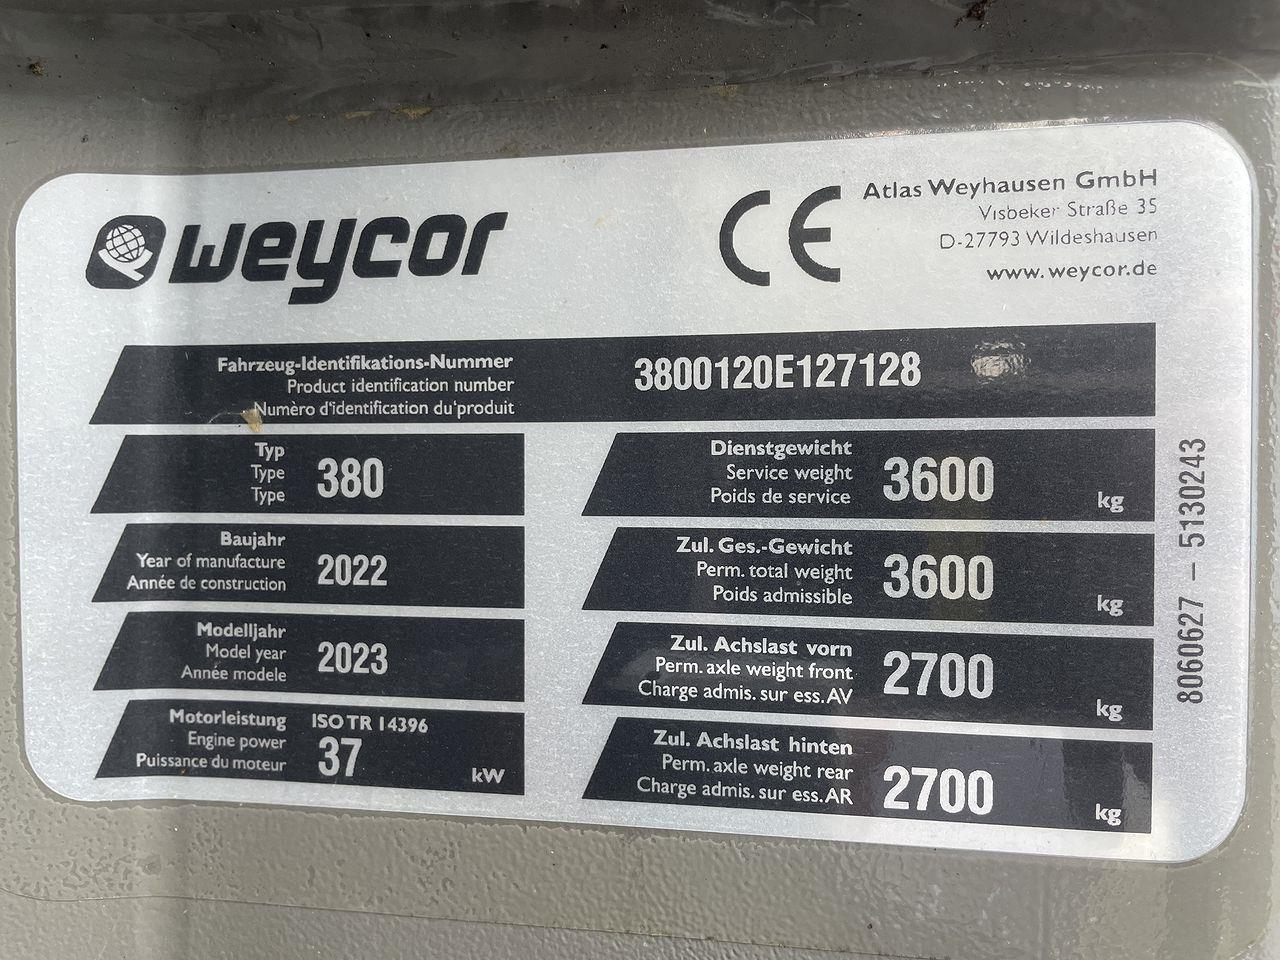 weycor
CE
Atlas Weyhausen GmbH
Visbeker Straße 35
D-27793 Wildeshausen
www.weycor.de
Fahrzeug-Identifikations-Nummer
Product identification number
Numèro d'identification du'produit
3800120E127128
Typ
Type
Type
380
Baujahr
Year of manufacture
Année de construction
2022
Modelljahr
Model year
Année modele
2023
Motorleistung
Engine power
Puissance du moteur
ISO TR 14396
37
kW
Dienstgewicht
Service weight
Poids de service
3600
kg
Zul. Ges.-Gewicht
Perm. total weight
Poids admissible
3600
kg
Zul. Achslast vorn
Perm. axle weight front
Charge admis. sur ess. AV
2700
kg
Zul. Achslast hinten
Perm. axle weight rear
Charge admis. sur ess. AR
2700
kg
8060627 – 5130243